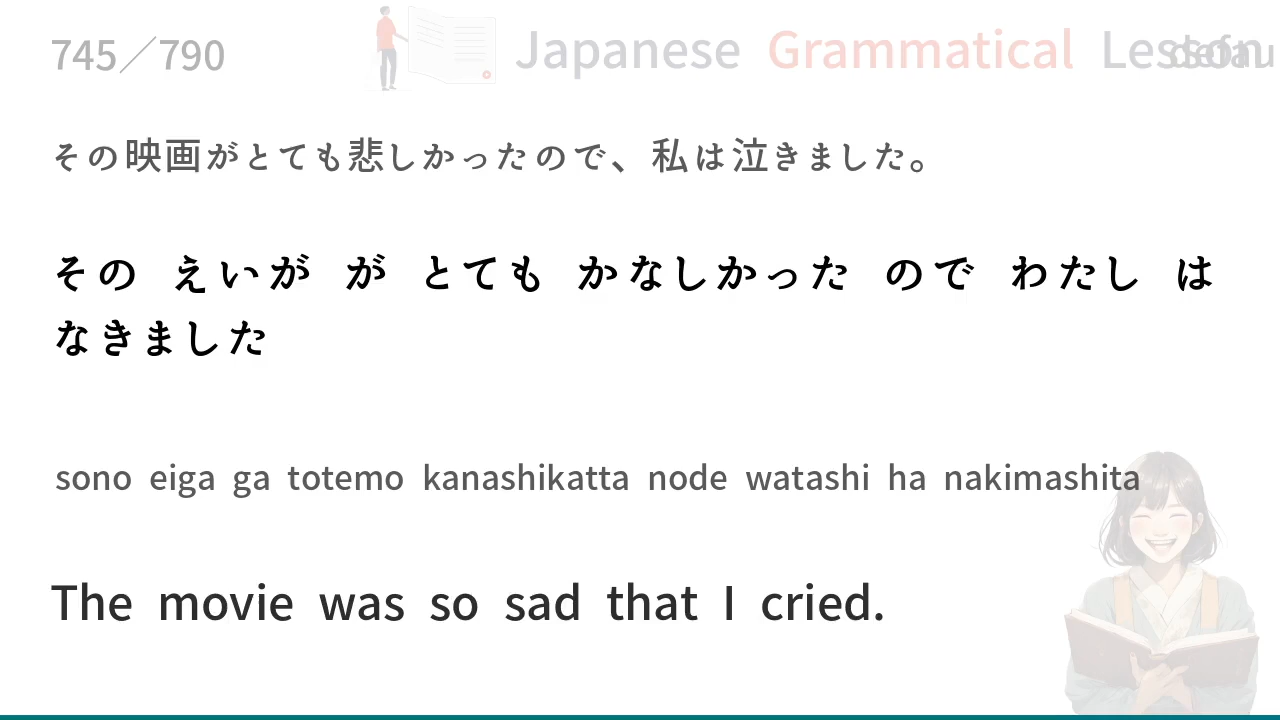 745／790
Japanese Grammatical Lesson
defau
その映画がとても悲しかったので、私は泣きました。
その えいが が とても かなしかった ので わたし は
なきました
sono eiga ga totemo kanashikatta node watashi ha nakimashita
The movie was so sad that I cried.